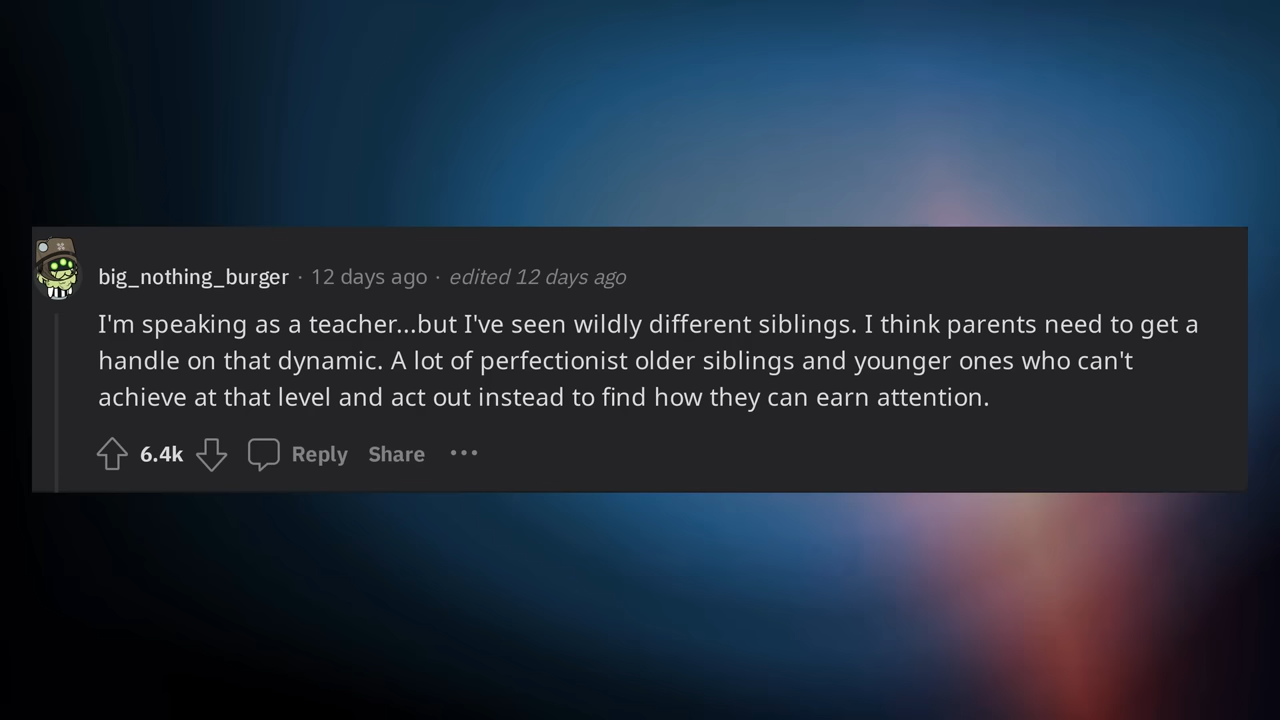 big_nothing_burger · 12 days ago · edited 12 days ago
I'm speaking as a teacher...but I've seen wildly different siblings. I think parents need to get a
handle on that dynamic. A lot of perfectionist older siblings and younger ones who can't
achieve at that level and act out instead to find how they can earn attention.
6.4k Reply Share ...